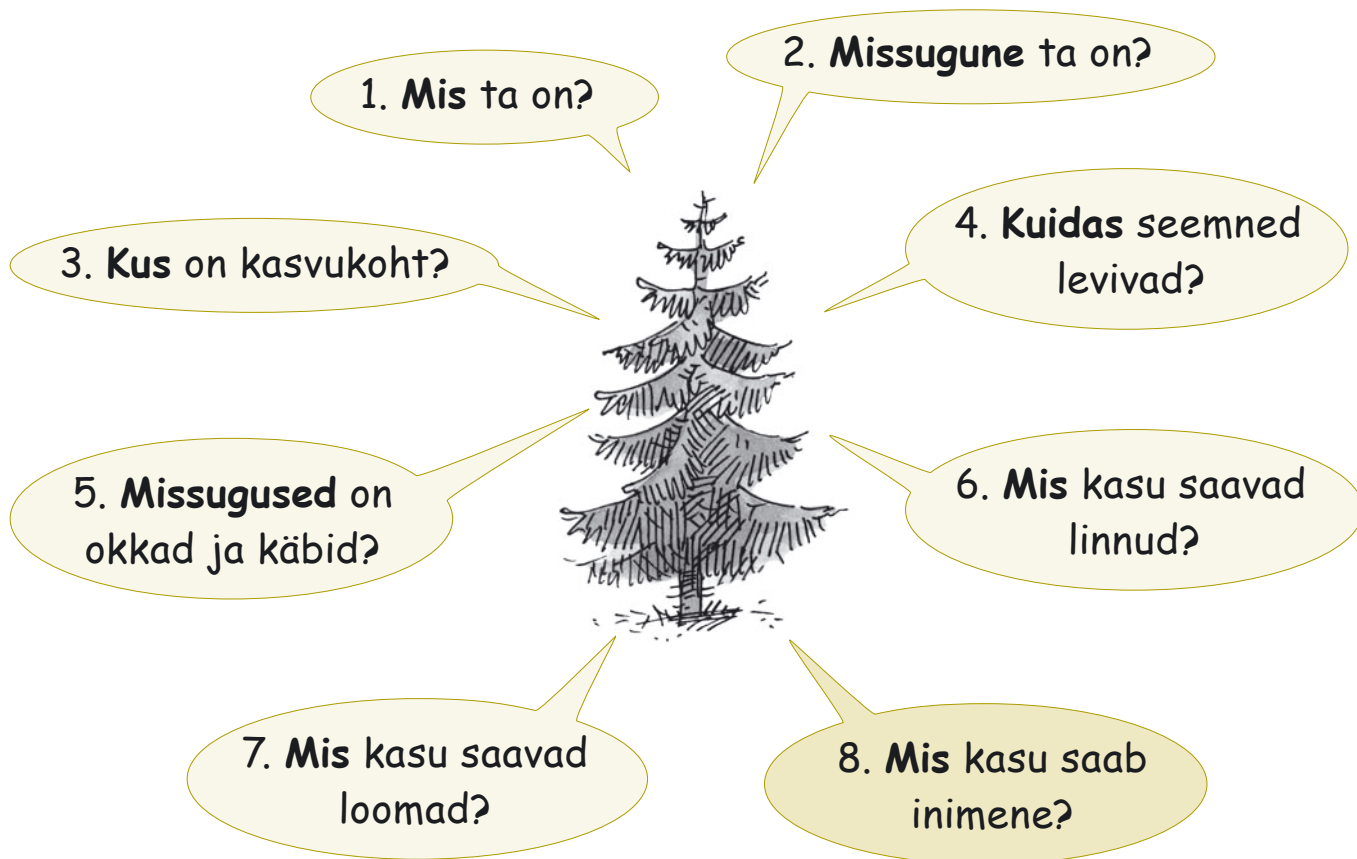 1. Mis ta on?
2. Missugune ta on?
3. Kus on kasvukoht?
4. Kuidas seemned
levivad?
5. Missugused on
okkad ja käbid?
6. Mis kasu saavad
linnud?
7. Mis kasu saavad
loomad?
8. Mis kasu saab
inimene?